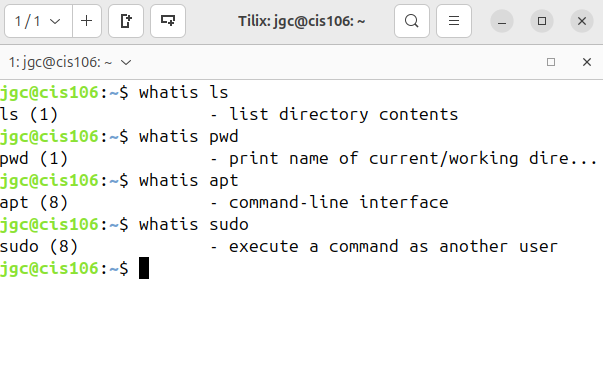 1 / 1
Tilix: jgc@cis106: ~
1: jgc@cis106: ~
jgc@cis106:~$ whatis ls
ls (1)               - list directory contents
jgc@cis106:~$ whatis pwd
pwd (1)              - print name of current/working dire...
jgc@cis106:~$ whatis apt
apt (8)              - command-line interface
jgc@cis106:~$ whatis sudo
sudo (8)             - execute a command as another user
jgc@cis106:~$